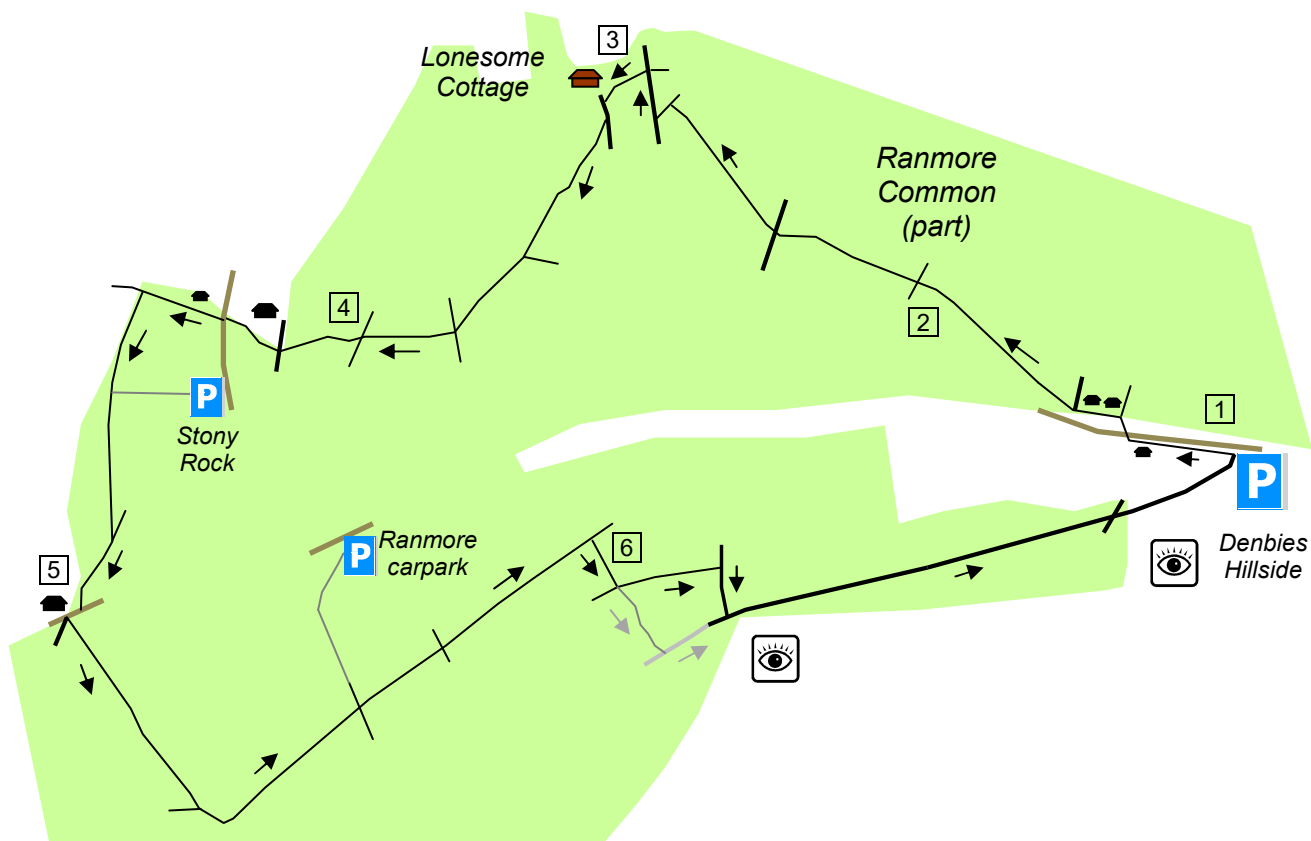 3
Lonesome
Cottage
Ranmore
Common
(part)
4
2
P
Stony
Rock
1
P
Denbies
Hillside
P
Ranmore
carpark
6
5